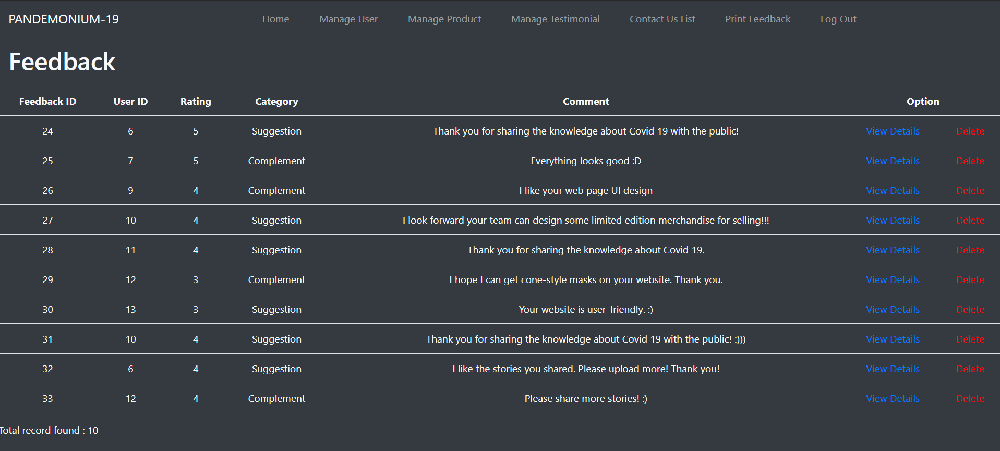 PANDEMONIUM-19 Home Manage User Manage Product Manage Testimonial Contact Us List Print Feedback Log Out
Feedback
Feedback ID User ID Rating Category Comment Option
24 6 5 Suggestion Thank you for sharing the knowledge about Covid 19 with the public! View Details Delete
25 7 5 Complement Everything looks good :D View Details Delete
26 9 4 Complement I like your web page UI design View Details Delete
27 10 4 Suggestion I look forward your team can design some limited edition merchandise for selling!!! View Details Delete
28 11 4 Suggestion Thank you for sharing the knowledge about Covid 19. View Details Delete
29 12 3 Complement I hope I can get cone-style masks on your website. Thank you. View Details Delete
30 13 3 Suggestion Your website is user-friendly. :) View Details Delete
31 10 4 Suggestion Thank you for sharing the knowledge about Covid 19 with the public! :))) View Details Delete
32 6 4 Suggestion I like the stories you shared. Please upload more! Thank you! View Details Delete
33 12 4 Complement Please share more stories! :) View Details Delete
Total record found : 10